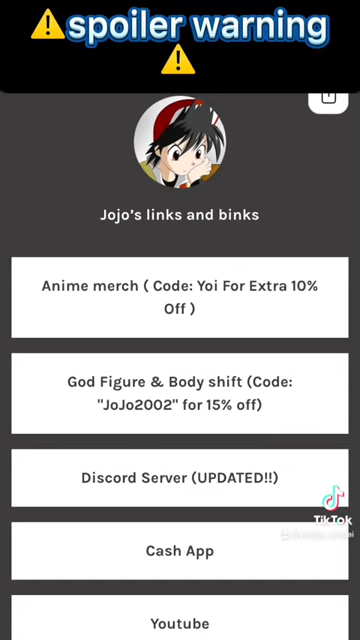 ⚠️spoiler warning
⚠️
Jojo's links and binks
Anime merch ( Code: Yoi For Extra 10%
Off )
God Figure & Body shift (Code:
"JoJo2002" for 15% off)
Discord Server (UPDATED!!)
TikTok
Cash App
Youtube